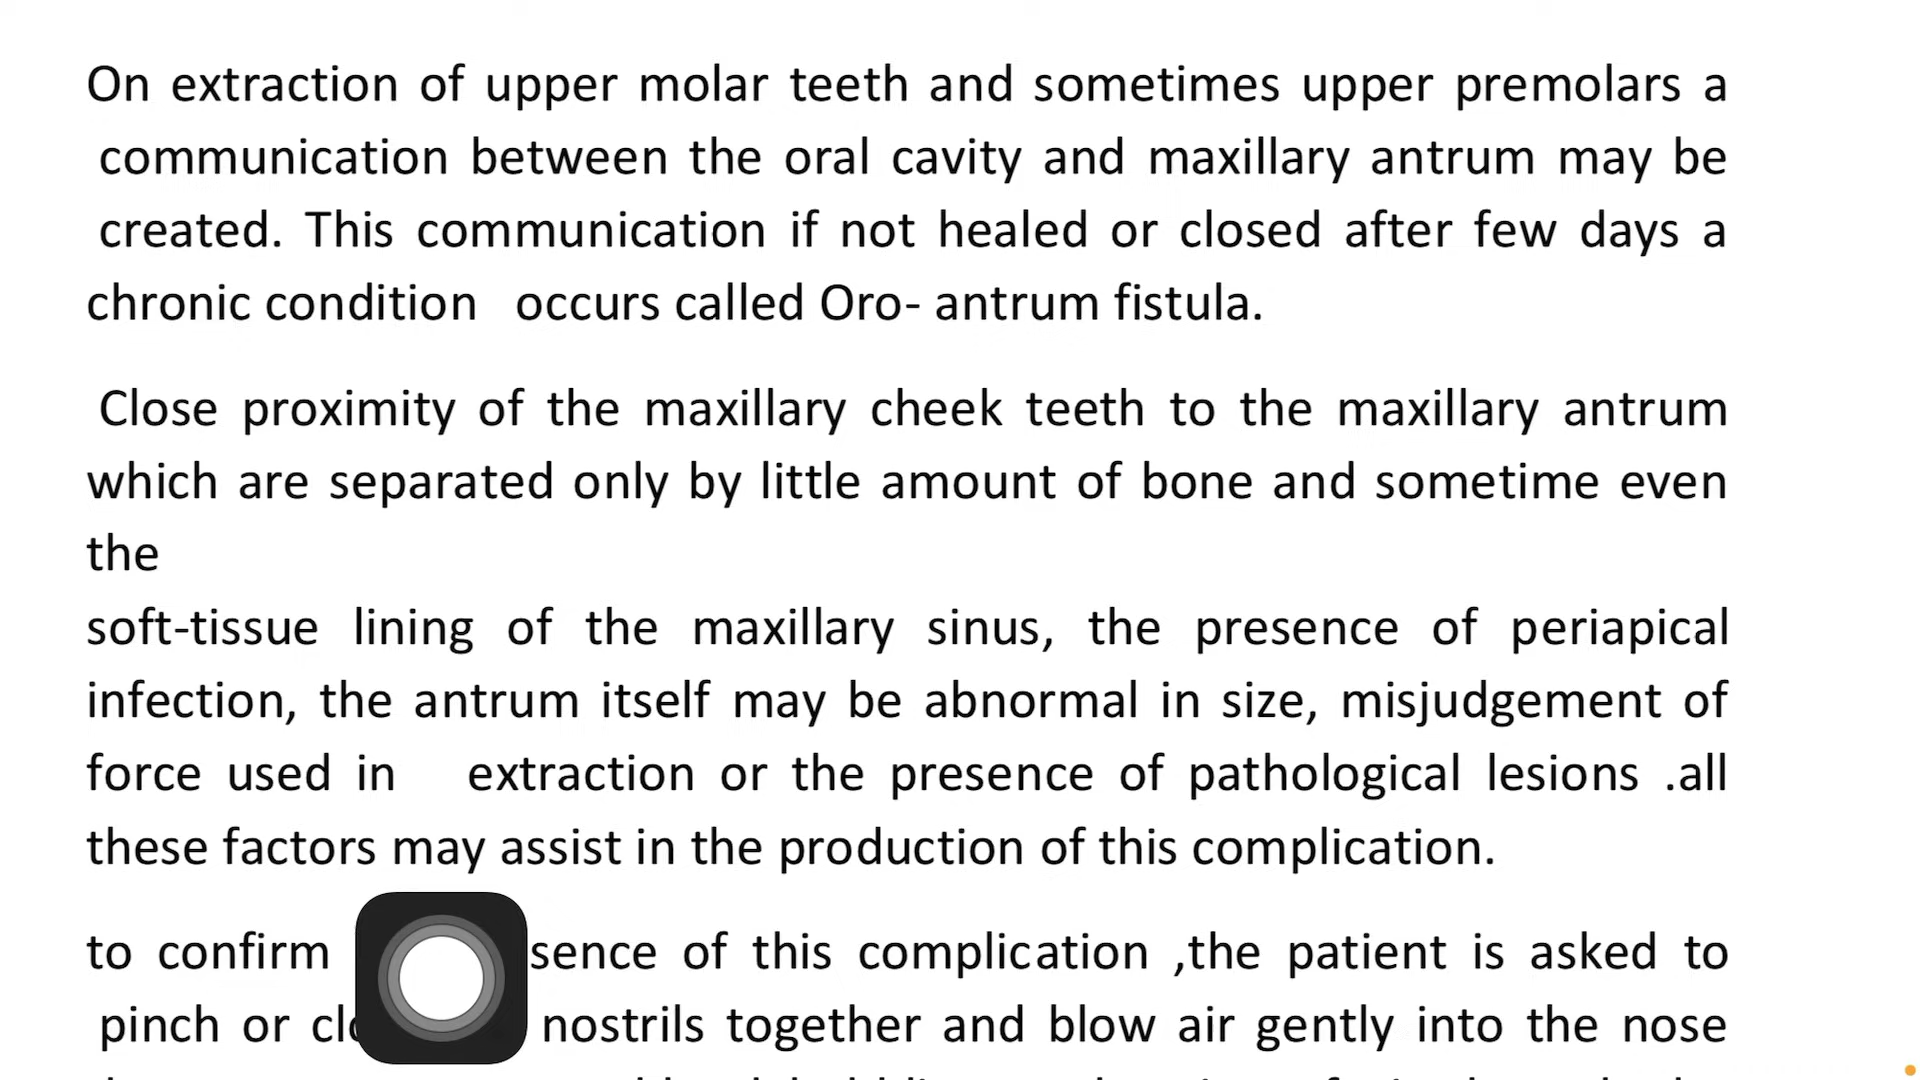 On extraction of upper molar teeth and sometimes upper premolars a
communication between the oral cavity and maxillary antrum may be
created. This communication if not healed or closed after few days a
chronic condition occurs called Oro- antrum fistula.
Close proximity of the maxillary cheek teeth to the maxillary antrum
which are separated only by little amount of bone and sometime even
the
soft-tissue lining of the maxillary sinus, the presence of periapical
infection, the antrum itself may be abnormal in size, misjudgement of
force used in extraction or the presence of pathological lesions .all
these factors may assist in the production of this complication.
to confirm of this complication ,the patient is asked to
pinch or nostrils together and blow air gently into the nose